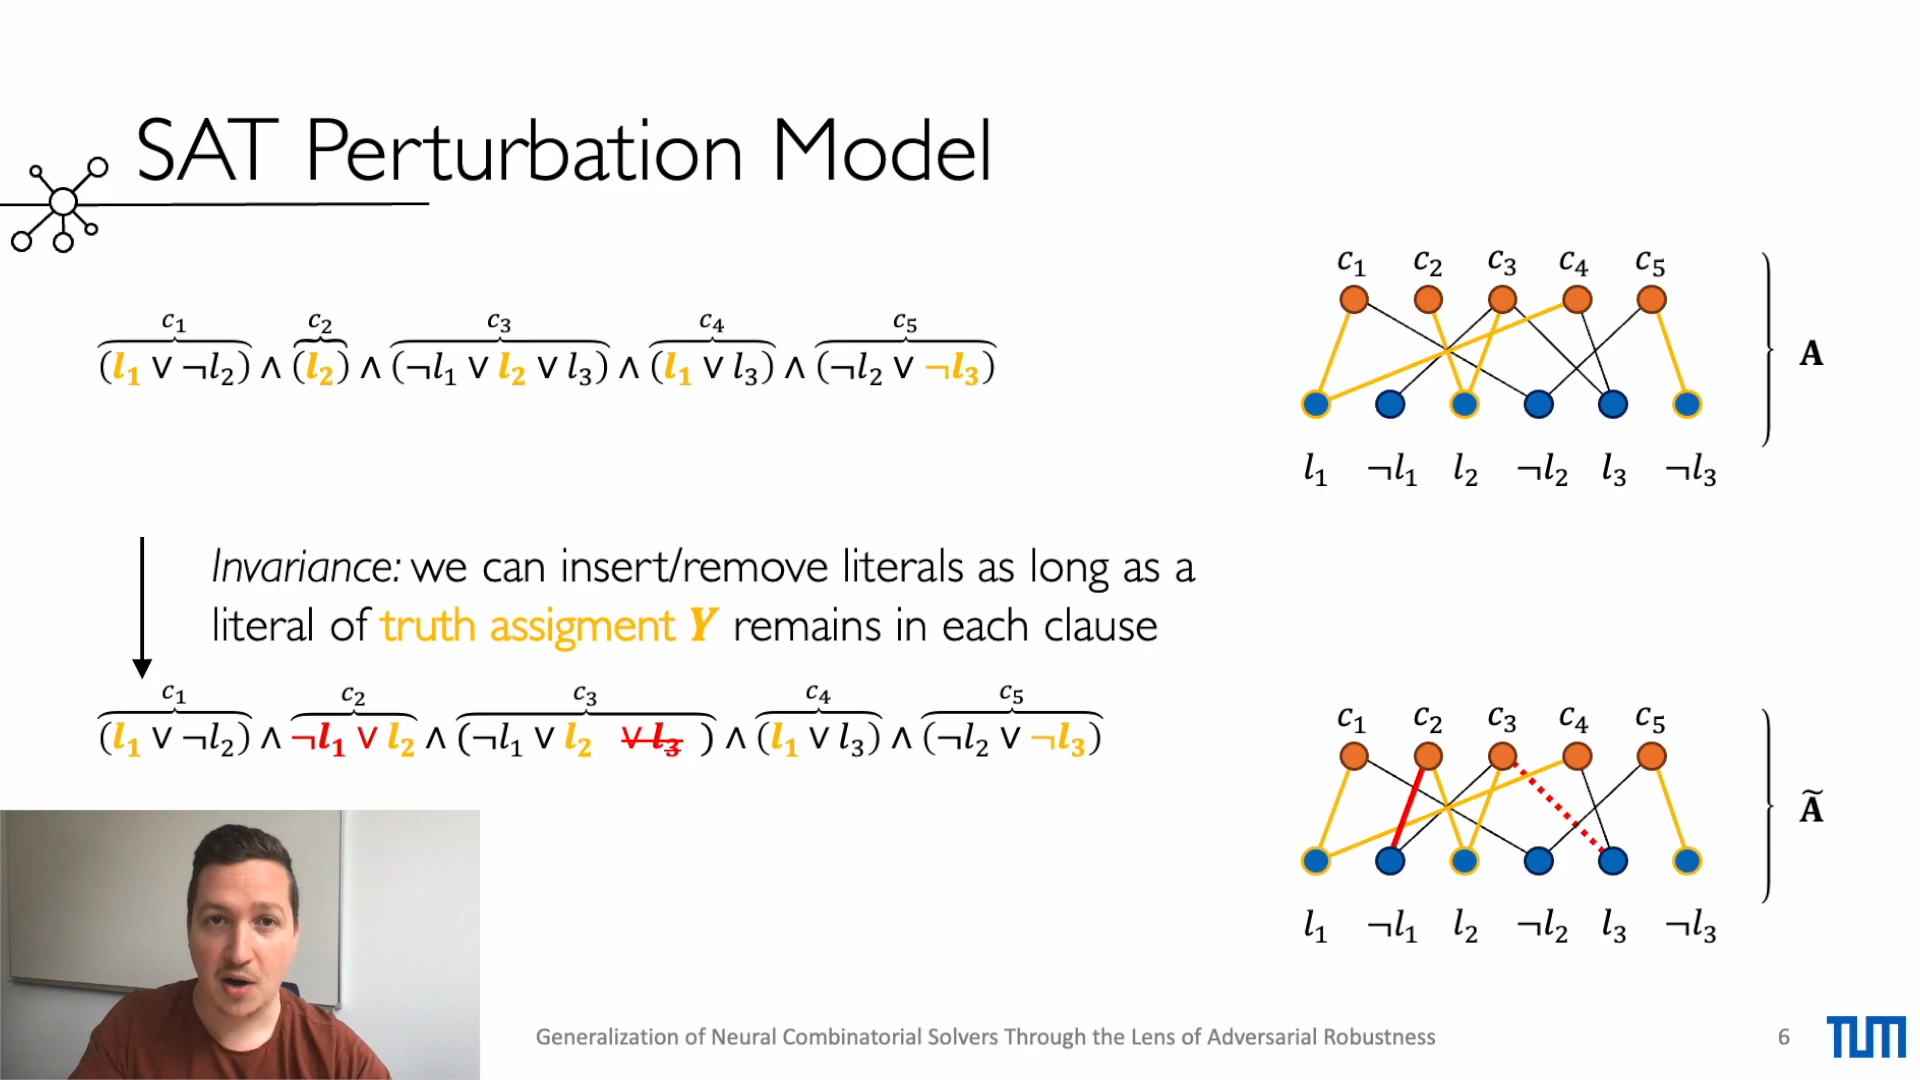 SAT Perturbation Model
c₁ c₂ c₃ c₄ c₅
(l₁ ∨ ¬l₂) ∧ (l₂) ∧ (¬l₁ ∨ l₂ ∨ l₃) ∧ (l₁ ∨ l₃) ∧ (¬l₂ ∨ ¬l₃)
c₁ c₂ c₃ c₄ c₅
A
l₁ ¬l₁ l₂ ¬l₂ l₃ ¬l₃
Invariance: we can insert/remove literals as long as a
literal of truth assigment Y remains in each clause
c₁ c₂ c₃ c₄ c₅
(l₁ ∨ ¬l₂) ∧ ¬l₁ ∨ l₂ ∧ (¬l₁ ∨ l₂ ∨ l₃ ) ∧ (l₁ ∨ l₃) ∧ (¬l₂ ∨ ¬l₃)
c₁ c₂ c₃ c₄ c₅
Ã
l₁ ¬l₁ l₂ ¬l₂ l₃ ¬l₃
Generalization of Neural Combinatorial Solvers Through the Lens of Adversarial Robustness
6
TUM